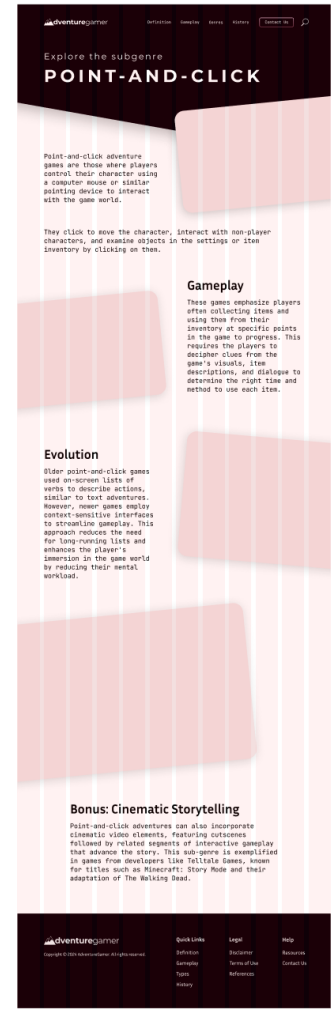 dventuregamer
Definition Gameplay Genres History Contact Us
Explore the subgenre
POINT-AND-CLICK
Point-and-click adventure
games are those where players
control their character using
a computer mouse or similar
pointing device to interact
with the game world.
They click to move the character, interact with non-player
characters, and examine objects in the settings or item
inventory by clicking on them.
Gameplay
These games emphasize players
often collecting items and
using them from their
inventory at specific points
in the game to progress. This
requires the players to
decipher clues from the
game's visuals, item
descriptions, and dialogue to
determine the right time and
method to use each item.
Evolution
Older point-and-click games
used on-screen lists of
verbs to describe actions,
similar to text adventures.
However, newer games employ
context-sensitive interfaces
to streamline gameplay. This
approach reduces the need
for long-running lists and
enhances the player's
immersion in the game world
by reducing their mental
workload.
Bonus: Cinematic Storytelling
Point-and-click adventures can also incorporate
cinematic video elements, featuring cutscenes
followed by related segments of interactive gameplay
that advance the story. This sub-genre is exemplified
in games from developers like Telltale Games, known
for titles such as Minecraft: Story Mode and their
adaptation of The Walking Dead.
dventuregamer
Copyright © 2024 AdventureGamer. All rights reserved.
Quick Links
Definition
Gameplay
Types
History
Legal
Disclaimer
Terms of Use
References
Help
Resources
Contact Us